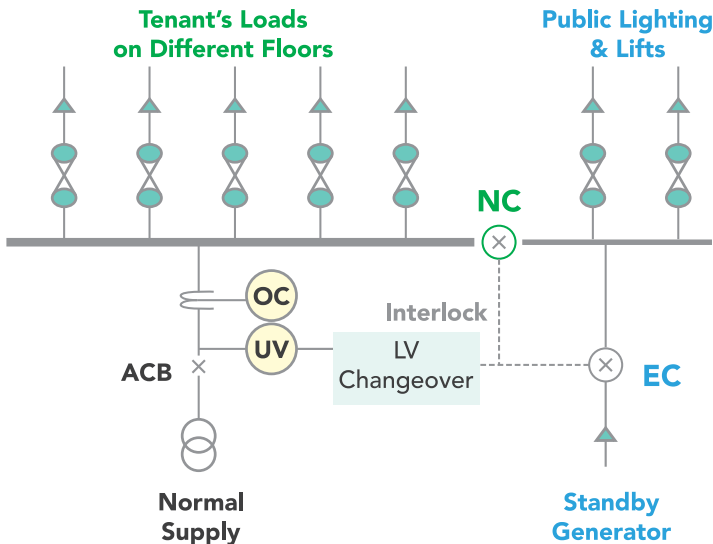 Tenant's Loads
on Different Floors
Public Lighting
& Lifts
NC
OC
Interlock
UV
LV
Changeover
ACB
EC
Normal
Supply
Standby
Generator